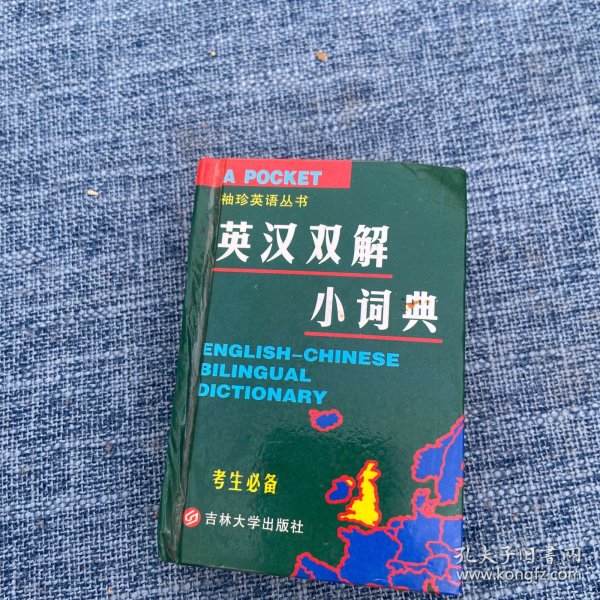 A POCKET
袖珍英语丛书
英汉双解
小词典
ENGLISH-CHINESE
BILINGUAL
DICTIONARY
考生必备
吉林大学出版社
孔夫子旧书网
www.kongfz.com